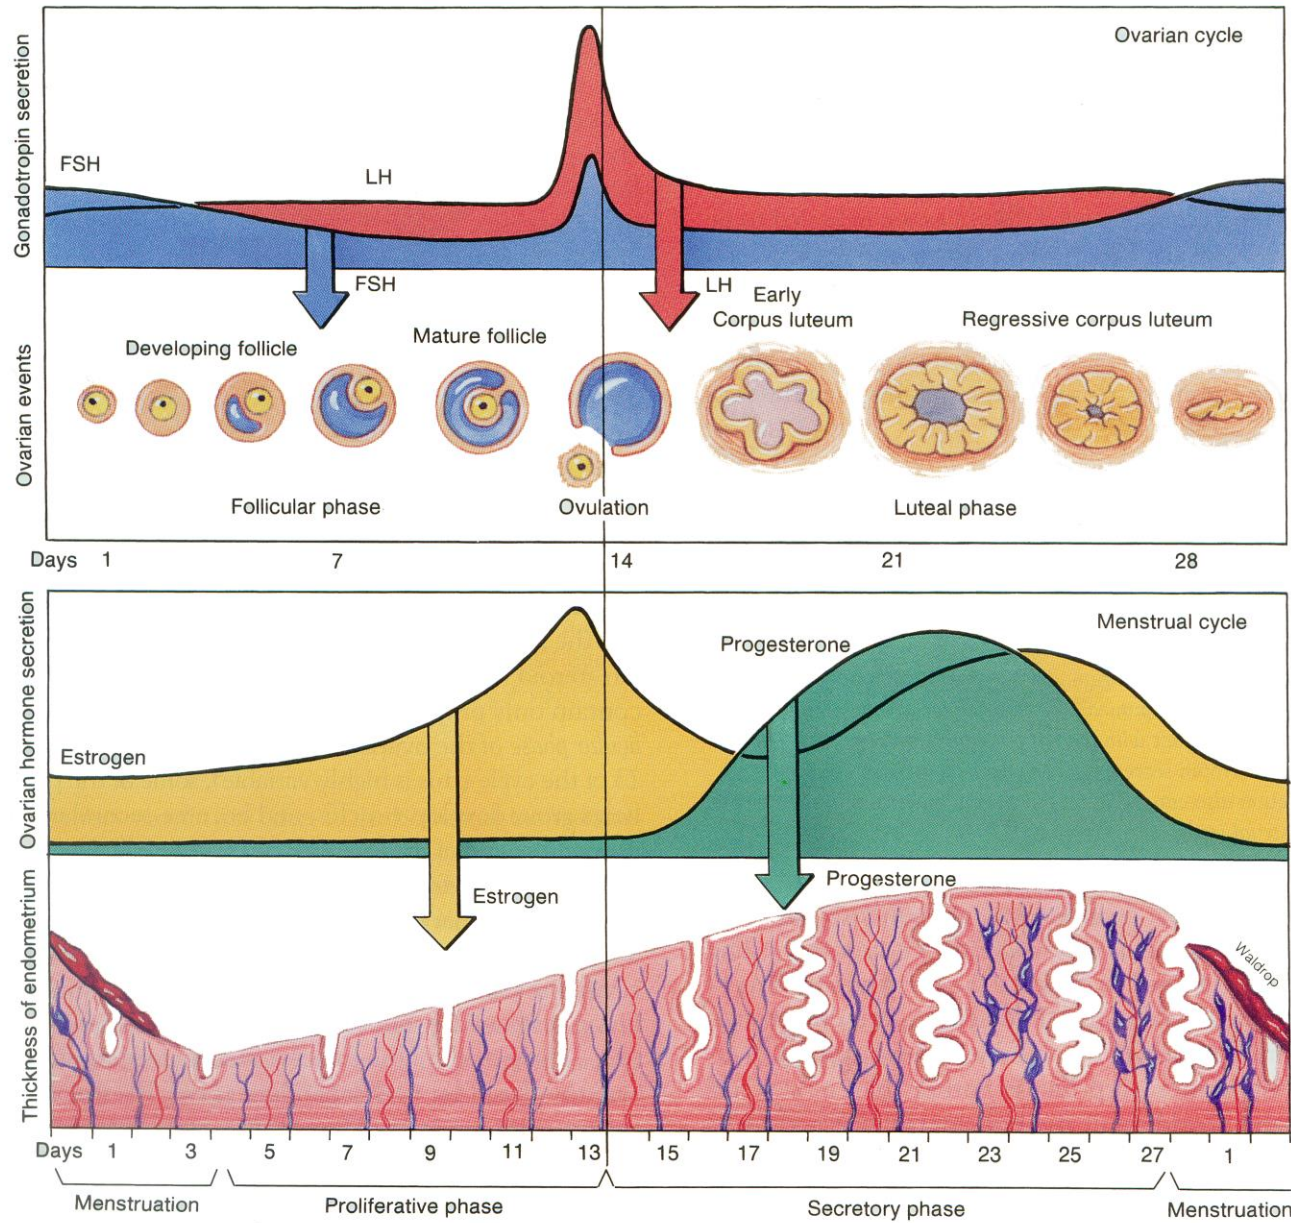 Ovarian cycle
Gonadotropin secretion
FSH
LH
FSH
LH
Early
Corpus luteum
Regressive corpus luteum
Mature follicle
Developing follicle
Ovarian events
Follicular phase
Ovulation
Luteal phase
Days 1 7 14 21 28
Menstrual cycle
Ovarian hormone secretion
Progesterone
Estrogen
Progesterone
Estrogen
Thickness of endometrium
Waldrop
Days 1 3 5 7 9 11 13 15 17 19 21 23 25 27 1
Menstruation
Proliferative phase
Secretory phase
Menstruation